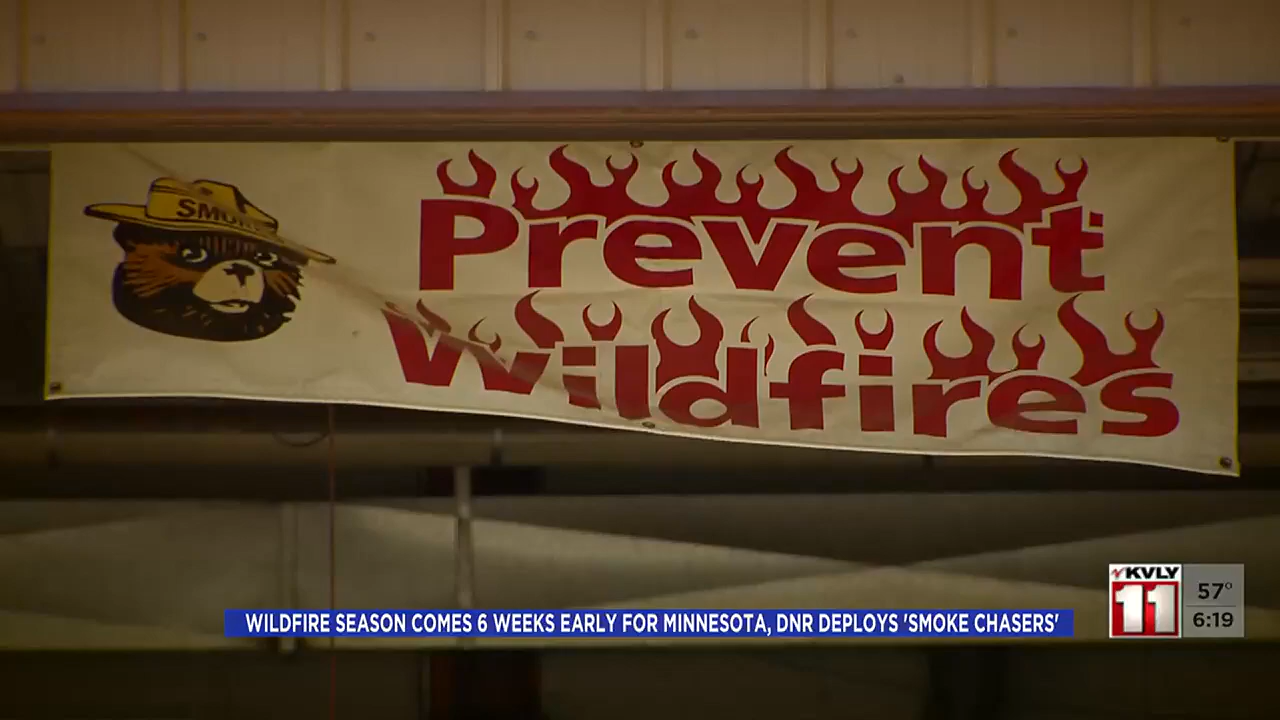 SMOKEY
Prevent
Wildfires
KVLY
11
57°
6:19
WILDFIRE SEASON COMES 6 WEEKS EARLY FOR MINNESOTA, DNR DEPLOYS 'SMOKE CHASERS'